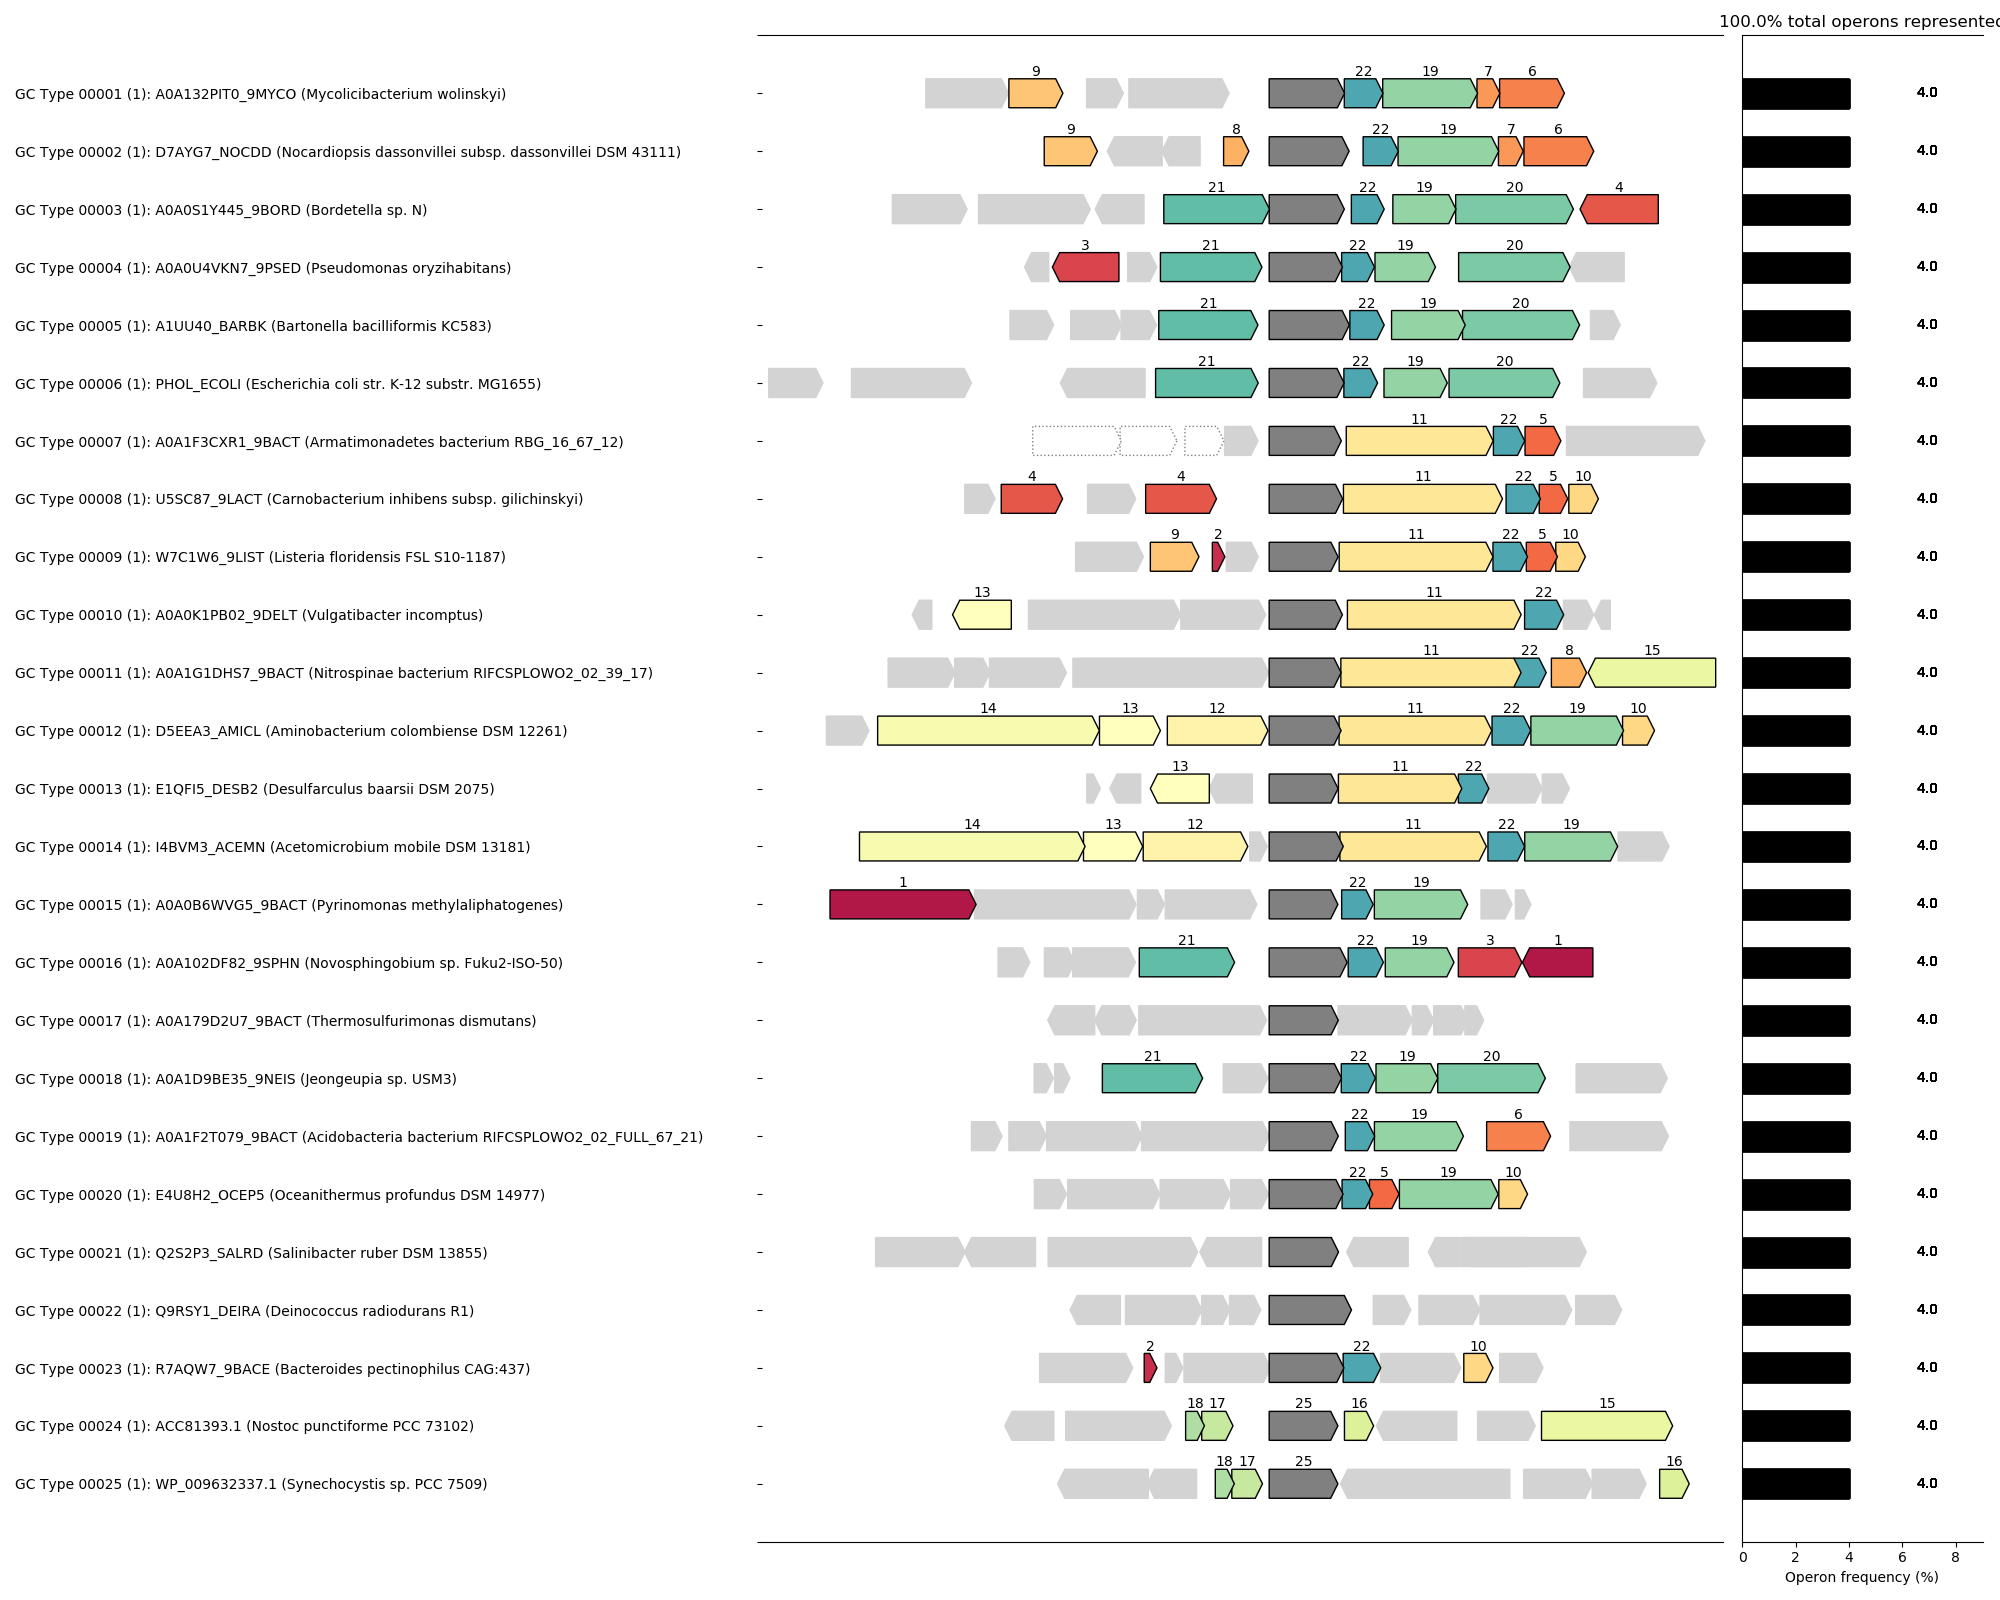 100.0% total operons represented
9 22 19 7 6
GC Type 00001 (1): A0A132PIT0_9MYCO (Mycolicibacterium wolinskyi) 4.0
9 8 22 19 7 6
GC Type 00002 (1): D7AYG7_NOCDD (Nocardiopsis dassonvillei subsp. dassonvillei DSM 43111) 4.0
21 22 19 20 4
GC Type 00003 (1): A0A0S1Y445_9BORD (Bordetella sp. N) 4.0
3 21 22 19 20
GC Type 00004 (1): A0A0U4VKN7_9PSED (Pseudomonas oryzihabitans) 4.0
21 22 19 20
GC Type 00005 (1): A1UU40_BARBK (Bartonella bacilliformis KC583) 4.0
21 22 19 20
GC Type 00006 (1): PHOL_ECOLI (Escherichia coli str. K-12 substr. MG1655) 4.0
11 22 5
GC Type 00007 (1): A0A1F3CXR1_9BACT (Armatimonadetes bacterium RBG_16_67_12) 4.0
4 4 11 22 5 10
GC Type 00008 (1): U5SC87_9LACT (Carnobacterium inhibens subsp. gilichinskyi) 4.0
9 2 11 22 5 10
GC Type 00009 (1): W7C1W6_9LIST (Listeria floridensis FSL S10-1187) 4.0
13 11 22
GC Type 00010 (1): A0A0K1PB02_9DELT (Vulgatibacter incomptus) 4.0
11 22 8 15
GC Type 00011 (1): A0A1G1DHS7_9BACT (Nitrospinae bacterium RIFCSPLOWO2_02_39_17) 4.0
14 13 12 11 22 19 10
GC Type 00012 (1): D5EEA3_AMICL (Aminobacterium colombiense DSM 12261) 4.0
13 11 22
GC Type 00013 (1): E1QFI5_DESB2 (Desulfarculus baarsii DSM 2075) 4.0
14 13 12 11 22 19
GC Type 00014 (1): I4BVM3_ACEMN (Acetomicrobium mobile DSM 13181) 4.0
1 22 19
GC Type 00015 (1): A0A0B6WVG5_9BACT (Pyrinomonas methylaliphatogenes) 4.0
21 22 19 3 1
GC Type 00016 (1): A0A102DF82_9SPHN (Novosphingobium sp. Fuku2-ISO-50) 4.0
GC Type 00017 (1): A0A179D2U7_9BACT (Thermosulfurimonas dismutans) 4.0
21 22 19 20
GC Type 00018 (1): A0A1D9BE35_9NEIS (Jeongeupia sp. USM3) 4.0
22 19 6
GC Type 00019 (1): A0A1F2T079_9BACT (Acidobacteria bacterium RIFCSPLOWO2_02_FULL_67_21) 4.0
22 5 19 10
GC Type 00020 (1): E4U8H2_OCEP5 (Oceanithermus profundus DSM 14977) 4.0
GC Type 00021 (1): Q2S2P3_SALRD (Salinibacter ruber DSM 13855) 4.0
GC Type 00022 (1): Q9RSY1_DEIRA (Deinococcus radiodurans R1) 4.0
2 22 10
GC Type 00023 (1): R7AQW7_9BACE (Bacteroides pectinophilus CAG:437) 4.0
18 17 25 16 15
GC Type 00024 (1): ACC81393.1 (Nostoc punctiforme PCC 73102) 4.0
18 17 25 16
GC Type 00025 (1): WP_009632337.1 (Synechocystis sp. PCC 7509) 4.0
0 2 4 6 8
Operon frequency (%)